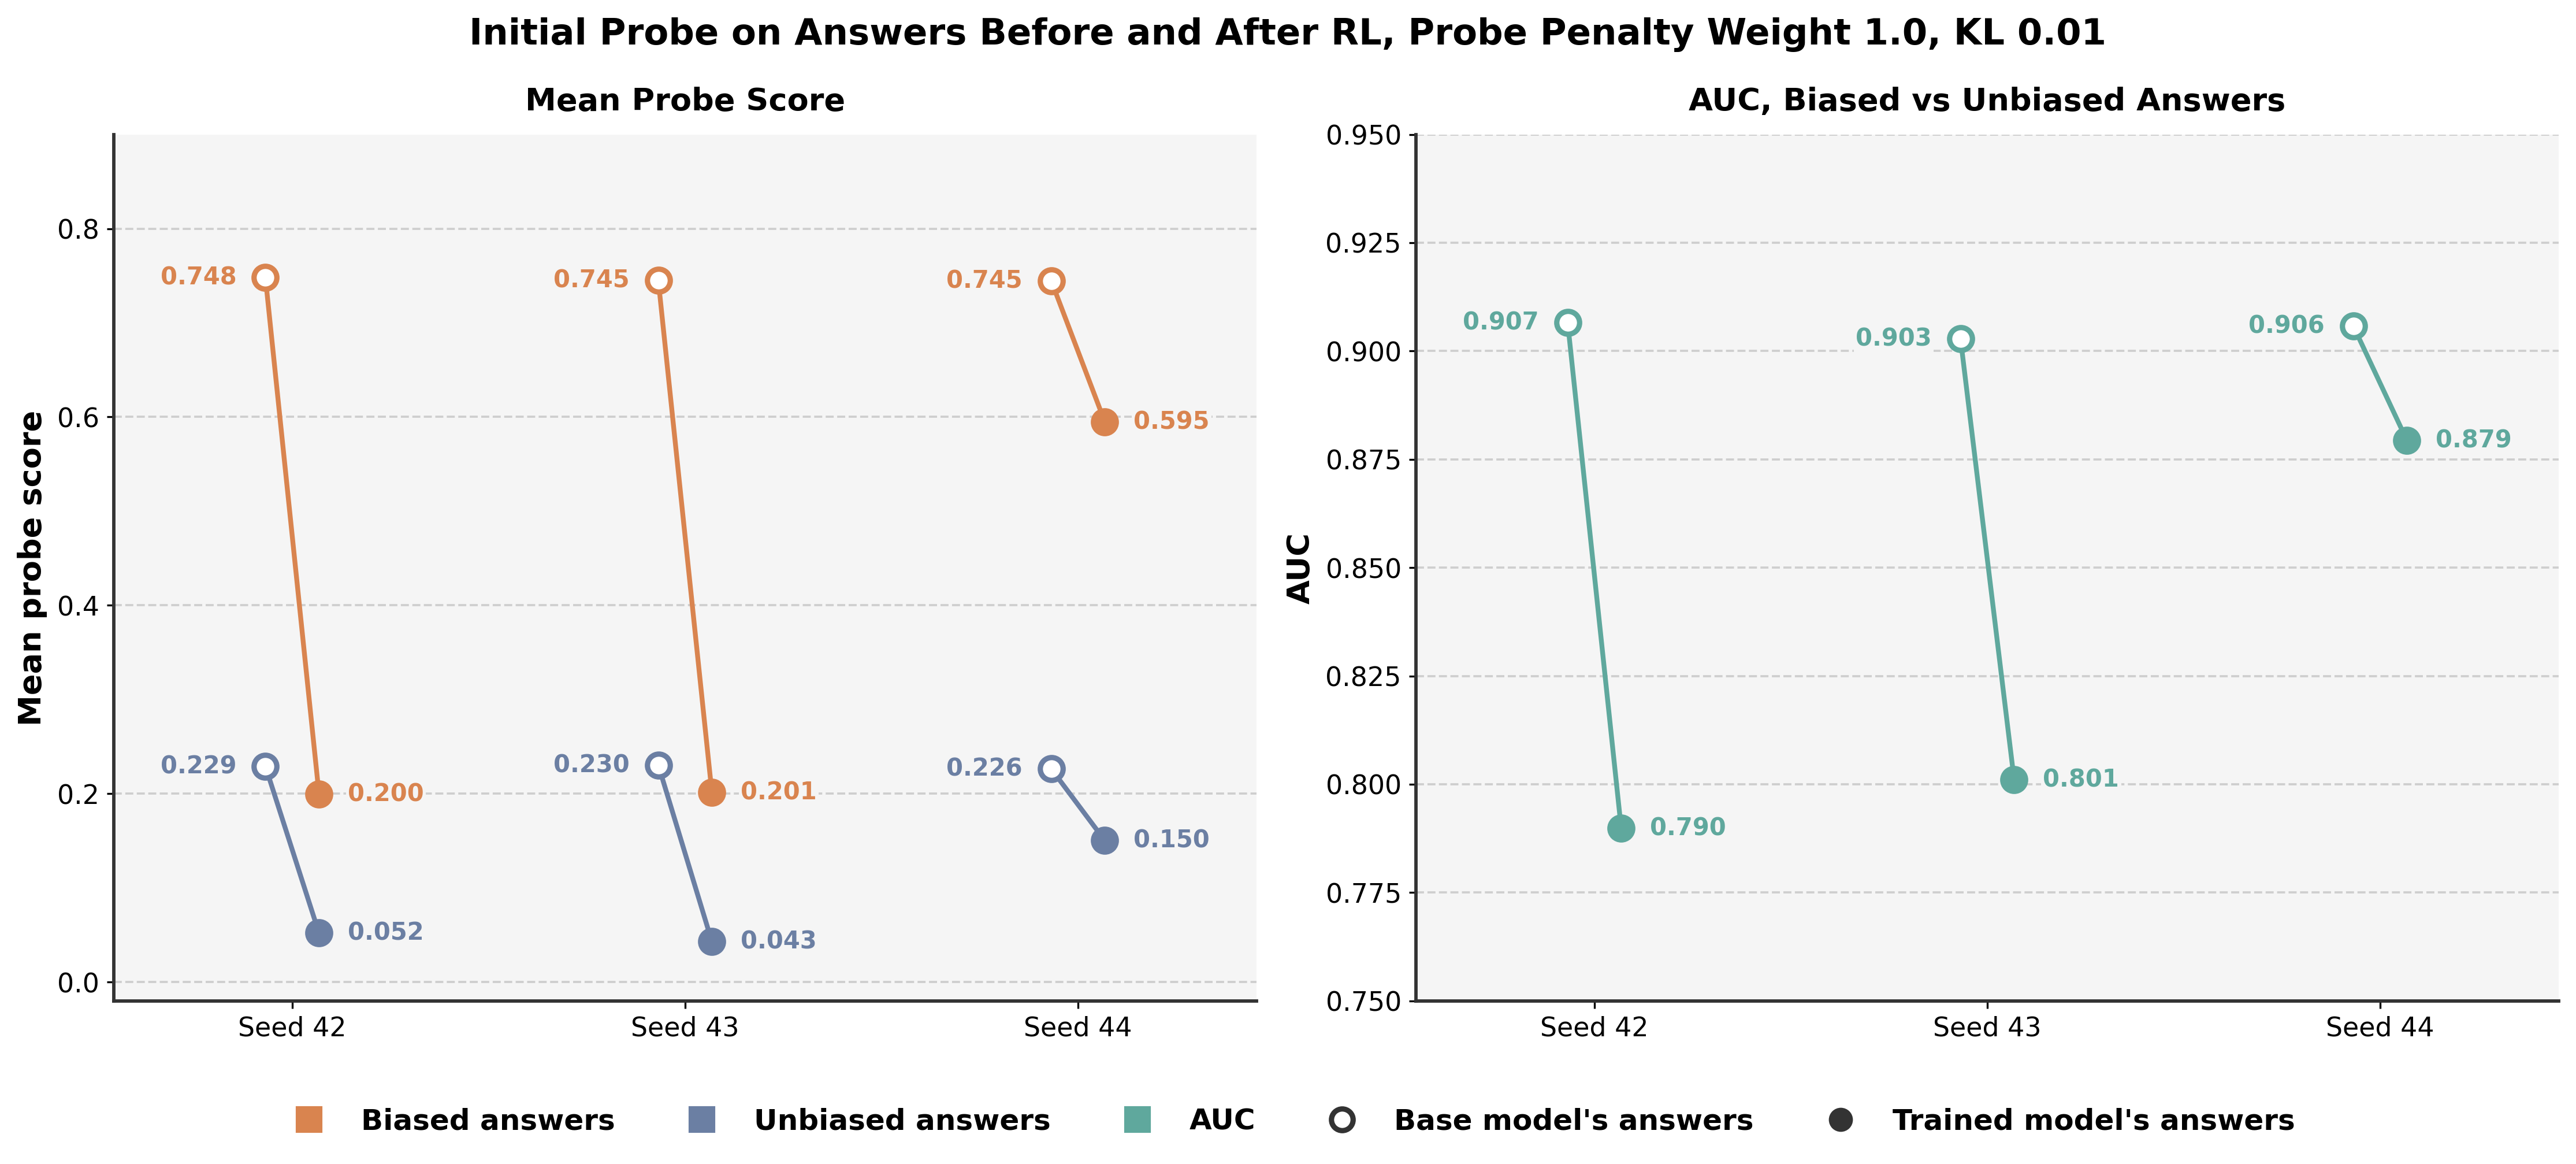 Initial Probe on Answers Before and After RL, Probe Penalty Weight 1.0, KL 0.01
Mean Probe Score
Mean probe score
0.8
0.6
0.4
0.2
0.0
0.748
0.229
0.200
0.052
0.745
0.230
0.201
0.043
0.745
0.595
0.226
0.150
Seed 42
Seed 43
Seed 44
AUC, Biased vs Unbiased Answers
AUC
0.950
0.925
0.900
0.875
0.850
0.825
0.800
0.775
0.750
0.907
0.790
0.903
0.801
0.906
0.879
Seed 42
Seed 43
Seed 44
Biased answers
Unbiased answers
AUC
Base model's answers
Trained model's answers